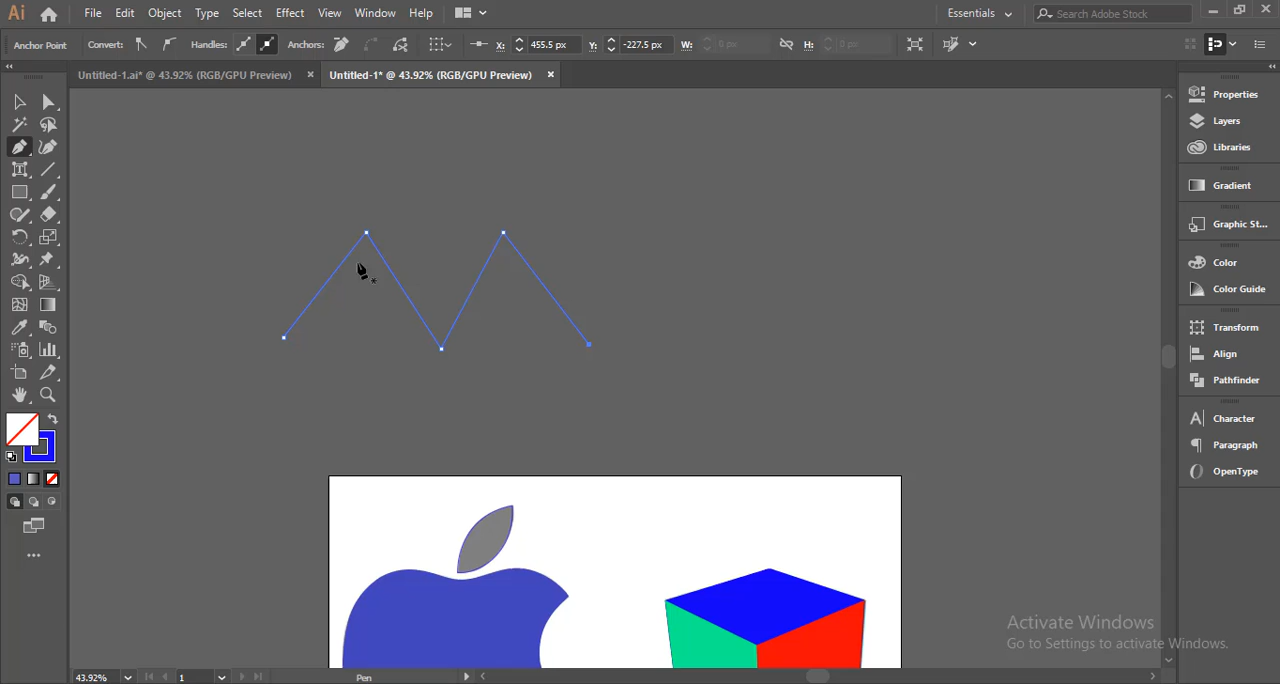 Ai File Edit Object Type Select Effect View Window Help Essentials Search Adobe Stock
Anchor Point Convert: Handles: Anchors: X: 455.5 px Y: -227.5 px W: 0 px H: 0 px
Untitled-1.ai* @ 43.92% (RGB/GPU Preview) × Untitled-1* @ 43.92% (RGB/GPU Preview) ×
Properties
Layers
Libraries
Gradient
Graphic St...
Color
Color Guide
Transform
Align
Pathfinder
Character
Paragraph
OpenType
Activate Windows
Go to Settings to activate Windows.
43.92% 1 Pen